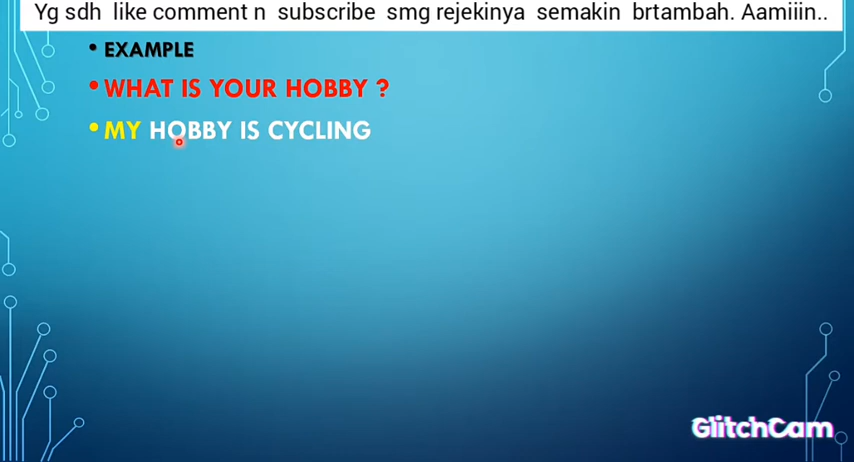 Yg sdh like comment n subscribe smg rejekinya semakin brtambah. Aamiiin..
• EXAMPLE
• WHAT IS YOUR HOBBY ?
• MY HOBBY IS CYCLING
GlitchCam